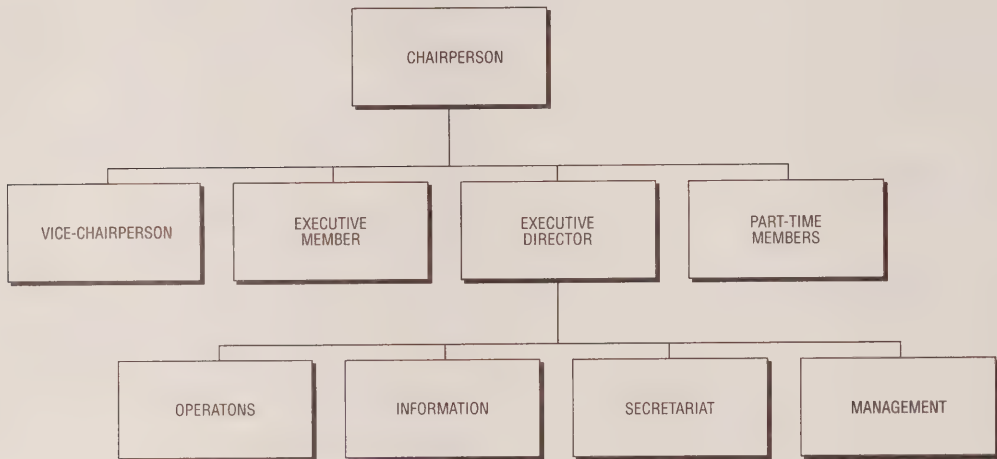 CHAIRPERSON
VICE-CHAIRPERSON
EXECUTIVE
MEMBER
EXECUTIVE
DIRECTOR
PART-TIME
MEMBERS
OPERATONS
INFORMATION
SECRETARIAT
MANAGEMENT